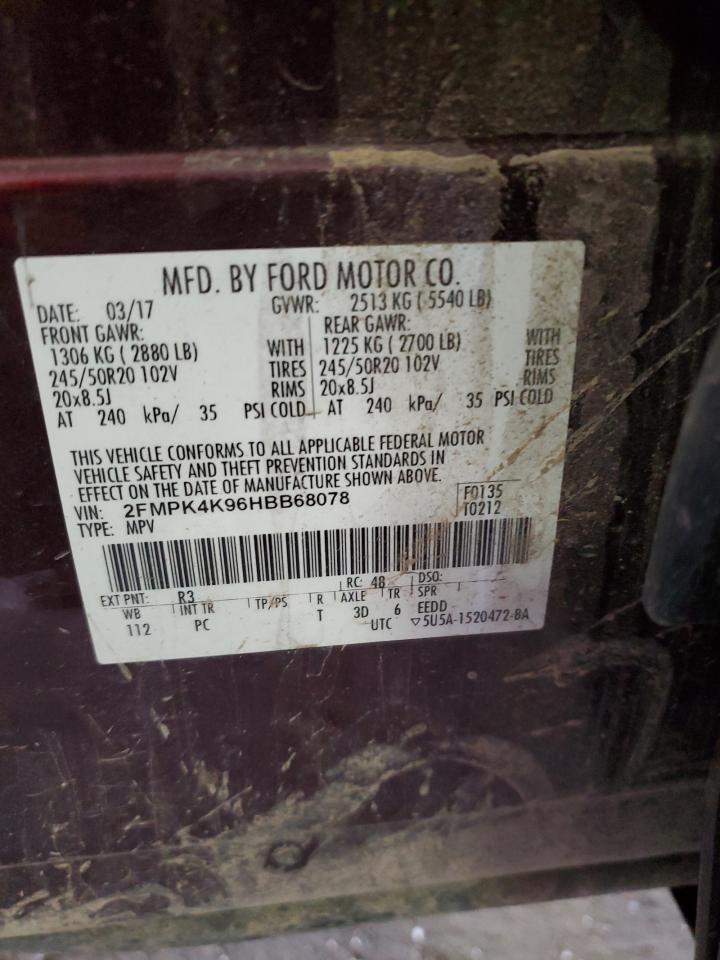 MFD. BY FORD MOTOR CO.
DATE: 03/17 GVWR: 2513 KG ( 5540 LB)
FRONT GAWR: REAR GAWR:
1306 KG ( 2880 LB) WITH 1225 KG ( 2700 LB) WITH
245/50R20 102V TIRES 245/50R20 102V TIRES
20x8.5J RIMS 20x8.5J RIMS
AT 240 kPa/ 35 PSI COLD AT 240 kPa/ 35 PSI COLD
THIS VEHICLE CONFORMS TO ALL APPLICABLE FEDERAL MOTOR
VEHICLE SAFETY AND THEFT PREVENTION STANDARDS IN
EFFECT ON THE DATE OF MANUFACTURE SHOWN ABOVE.
VIN: 2FMPK4K96HBB68078 F0135
TYPE: MPV T0212
EXT PNT: R3 RC: 48 DSO:
WB INT TR TP/PS R AXLE TR SPR
112 PC T 3D 6 EEDD
UTC ▽5U5A-1520472-BA